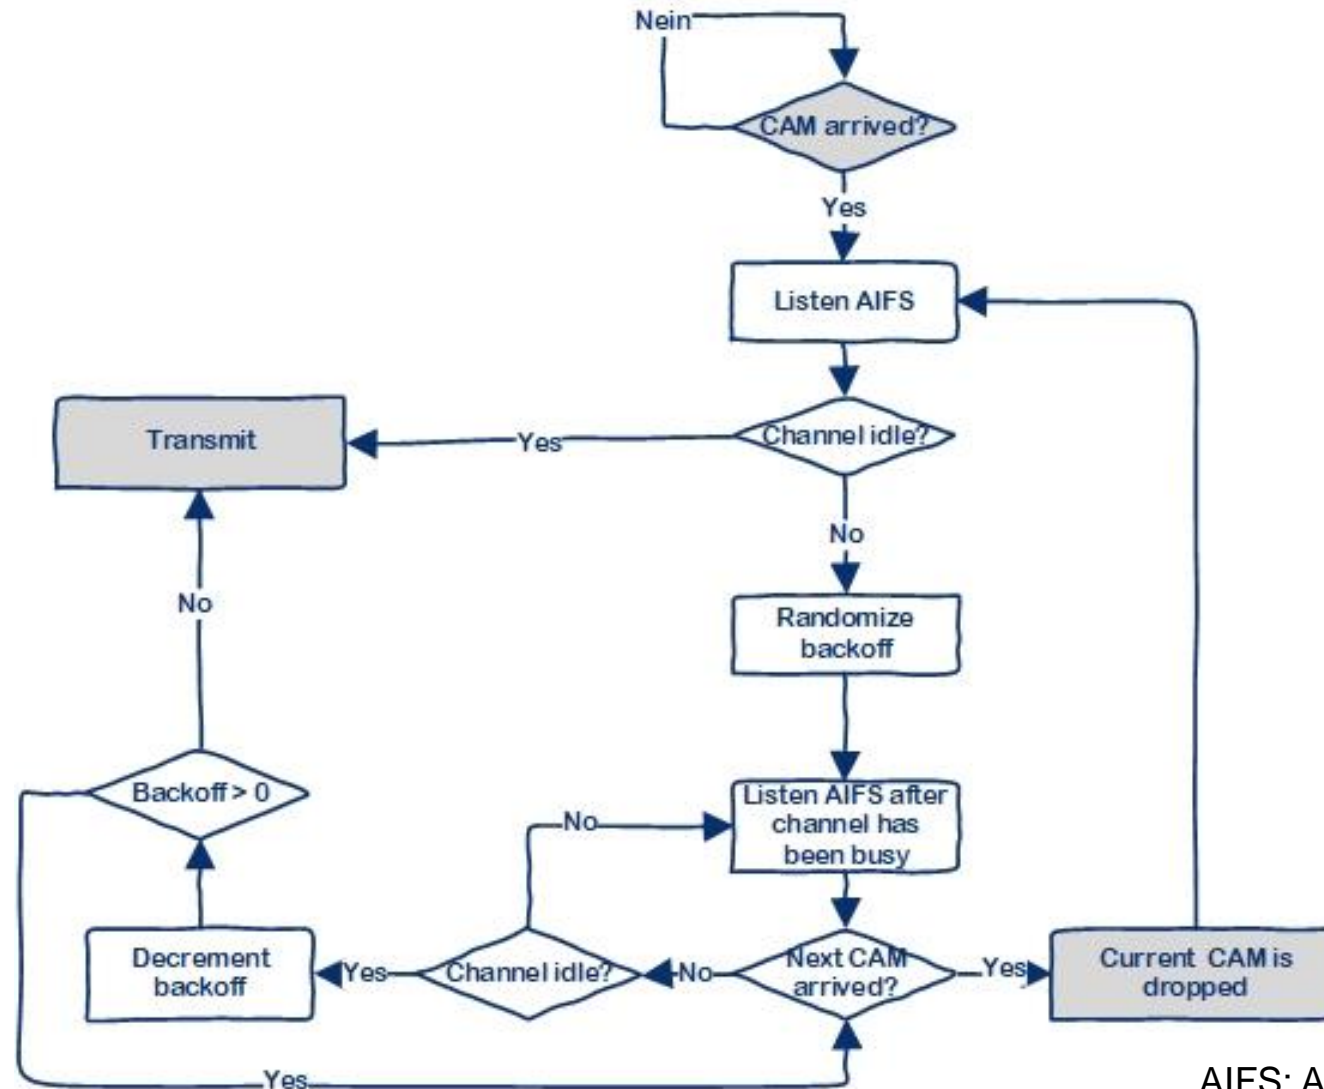 Nein
CAM arrived?
Yes
Listen AIFS
Transmit
Yes
Channel idle?
No
No
Randomize
backoff
Backoff > 0
No
Listen AIFS after
channel has
been busy
Decrement
backoff
Yes
Channel idle?
No
Next CAM
arrived?
Yes
Current CAM is
dropped
Yes
AIFS: A